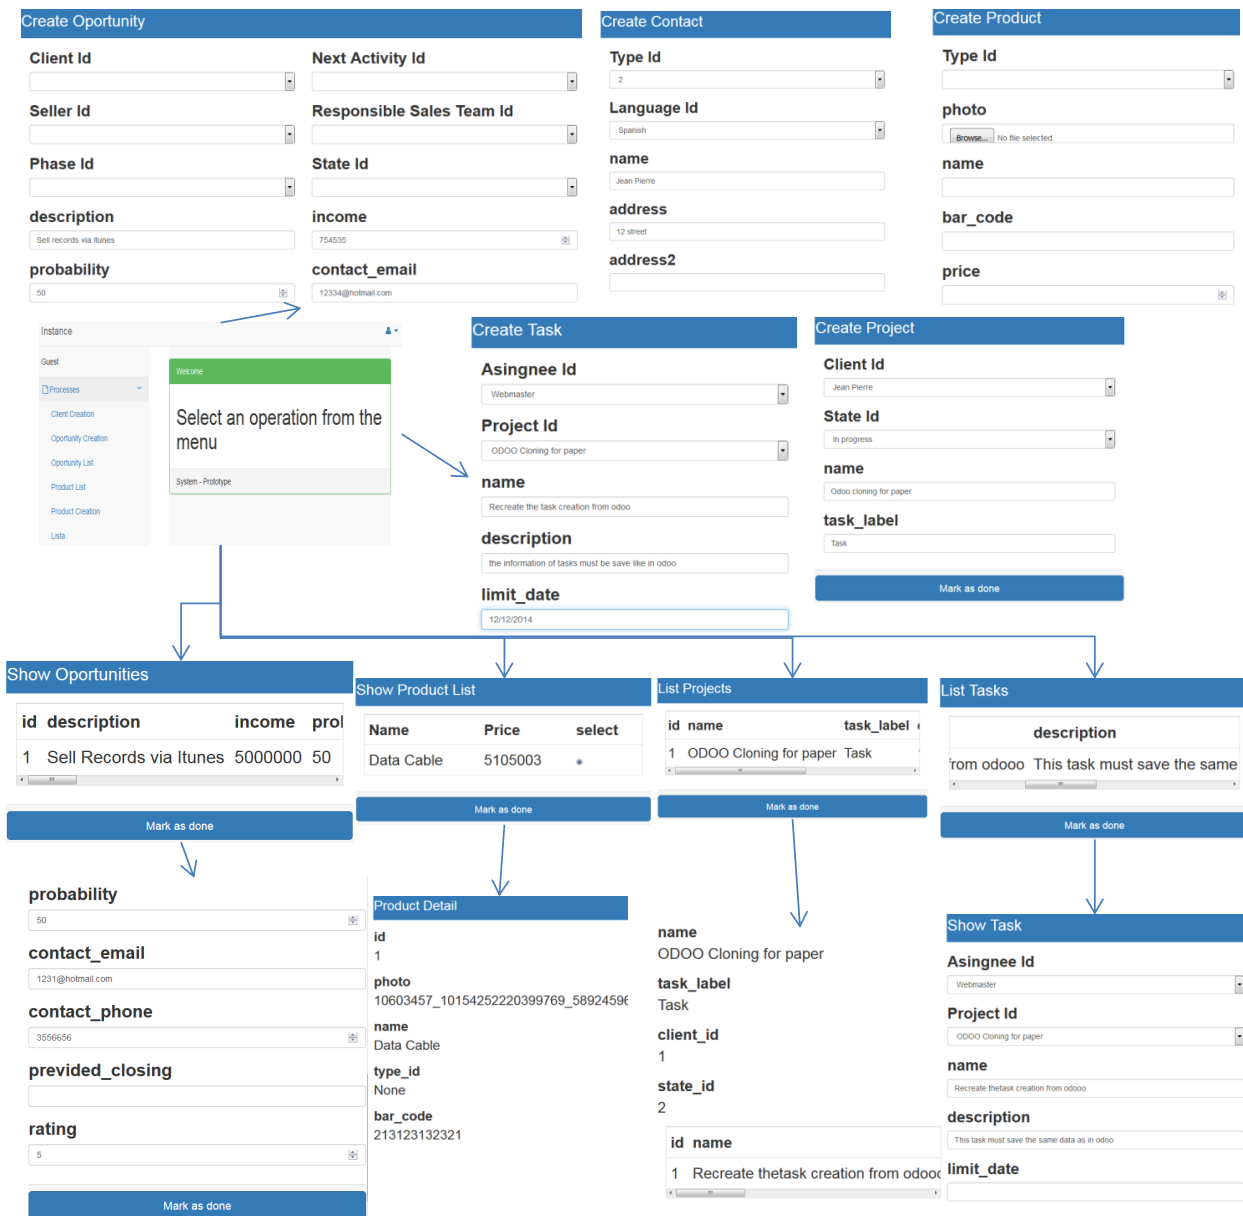 Create Oportunity
Client Id
Next Activity Id
Seller Id
Responsible Sales Team Id
Phase Id
State Id
description
income
Sell records via itunes
754535
probability
contact_email
50
12334@hotmail.com
Create Contact
Type Id
2
Language Id
Spanish
name
Jean Pierre
address
12 street
address2
Create Product
Type Id
photo
Browse... No file selected.
name
bar_code
price
Instance
Guest
Processes
Client Creation
Oportunity Creation
Oportunity List
Product List
Product Creation
Lista
Welcome
Select an operation from the
menu
System - Prototype
Create Task
Asingnee Id
Webmaster
Project Id
ODOO Cloning for paper
name
Recreate the task creation from odoo
description
the information of tasks must be save like in odoo
limit_date
12/12/2014
Create Project
Client Id
Jean Pierre
State Id
In progress
name
Odoo cloning for paper
task_label
Task
Mark as done
Show Oportunities
id description income prol
1 Sell Records via Itunes 5000000 50
Mark as done
Show Product List
Name Price select
Data Cable 5105003
Mark as done
List Projects
id name task_label
1 ODOO Cloning for paper Task
Mark as done
List Tasks
description
from odooo This task must save the same
Mark as done
probability
50
contact_email
1231@hotmail.com
contact_phone
3556656
previded_closing
rating
5
Mark as done
Product Detail
id
1
photo
10603457_10154252220399769_58924596
name
Data Cable
type_id
None
bar_code
213123132321
name
ODOO Cloning for paper
task_label
Task
client_id
1
state_id
2
id name
1 Recreate thetask creation from odooo
Show Task
Asingnee Id
Webmaster
Project Id
ODOO Cloning for paper
name
Recreate thetask creation from odooo
description
This task must save the same data as in odoo
limit_date